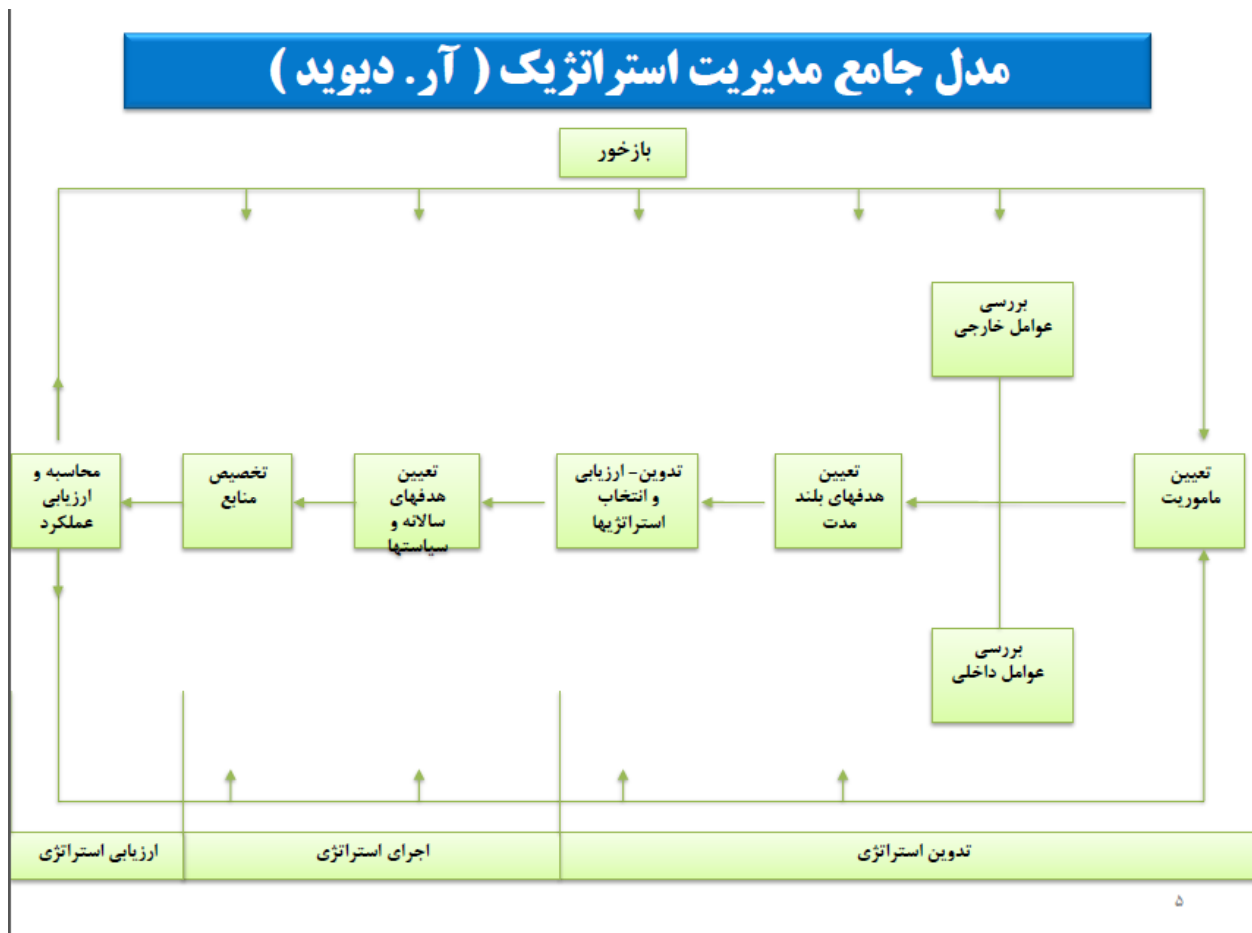 مدل جامع مدیریت استراتژیک ( آر. دیوید )
بازخور
بررسی
عوامل خارجی
تعیین
ماموریت
تعیین
هدفهای بلند
مدت
تدوین- ارزیابی
و انتخاب
استراتژیها
تعیین
هدفهای
سالانه و
سیاستها
تخصیص
منابع
محاسبه و
ارزیابی
عملکرد
بررسی
عوامل داخلی
تدوین استراتژی
اجرای استراتژی
ارزیابی استراتژی
۵